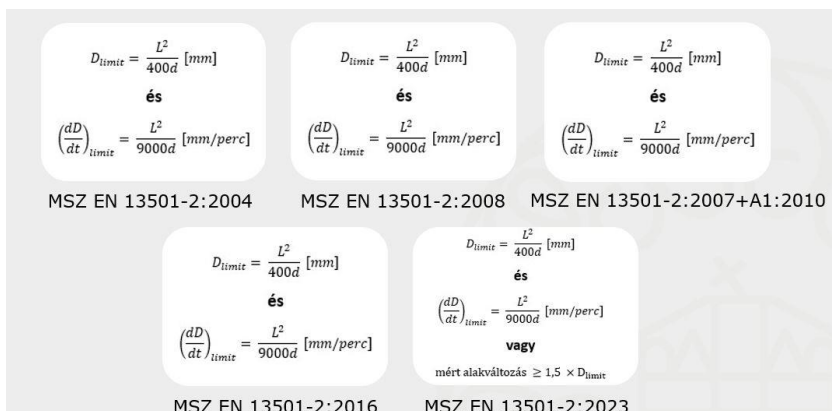 D_limit = L²/400d [mm]
és
(dD/dt)_limit = L²/9000d [mm/perc]
MSZ EN 13501-2:2004
D_limit = L²/400d [mm]
és
(dD/dt)_limit = L²/9000d [mm/perc]
MSZ EN 13501-2:2008
D_limit = L²/400d [mm]
és
(dD/dt)_limit = L²/9000d [mm/perc]
MSZ EN 13501-2:2007+A1:2010
D_limit = L²/400d [mm]
és
(dD/dt)_limit = L²/9000d [mm/perc]
MSZ EN 13501-2:2016
D_limit = L²/400d [mm]
és
(dD/dt)_limit = L²/9000d [mm/perc]
vagy
mért alakváltozás ≥ 1,5 × D_limit
MSZ EN 13501-2:2023